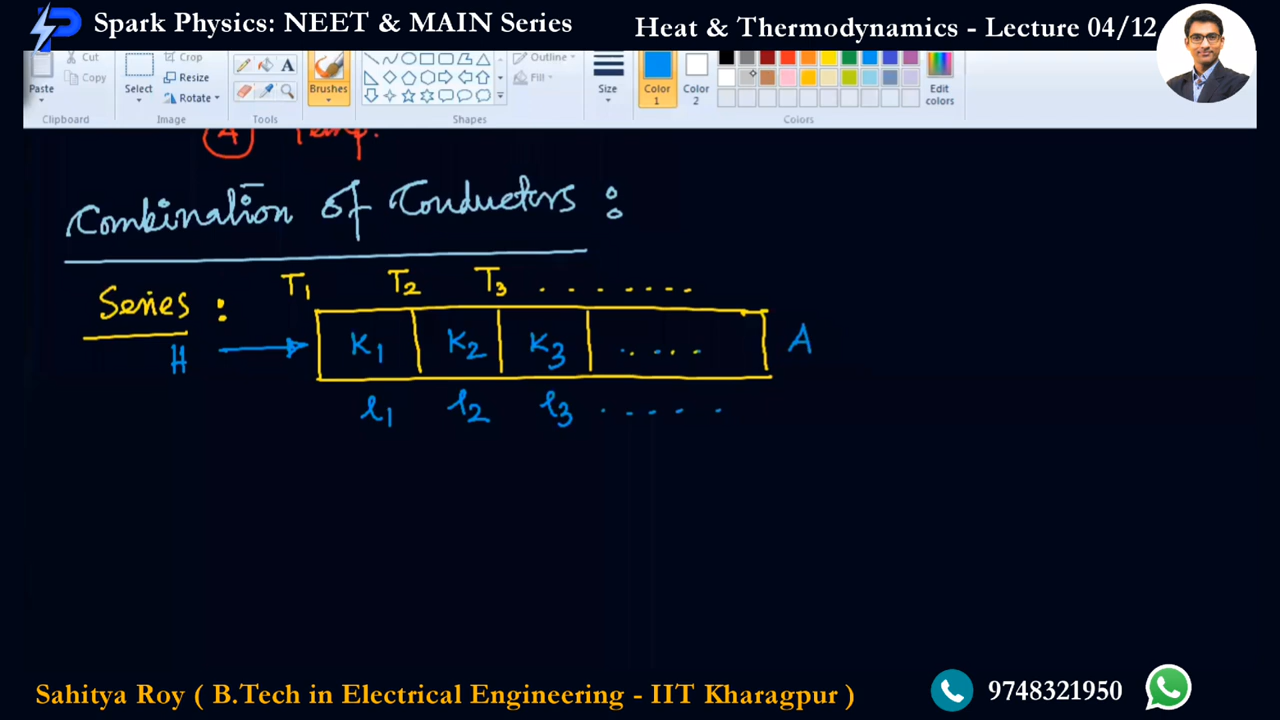 Spark Physics: NEET & MAIN Series
Heat & Thermodynamics - Lecture 04/12
Cut
Copy
Paste
Clipboard
Crop
Resize
Rotate
Select
Image
A
Tools
Brushes
Outline
Fill
Shapes
Size
Color 1
Color 2
Edit colors
Colors
4 Temp.
Combination of Conductors :
Series :
T1 T2 T3 ........
H K1 K2 K3 .... A
l1 l2 l3 .....
Sahitya Roy ( B.Tech in Electrical Engineering - IIT Kharagpur )
9748321950